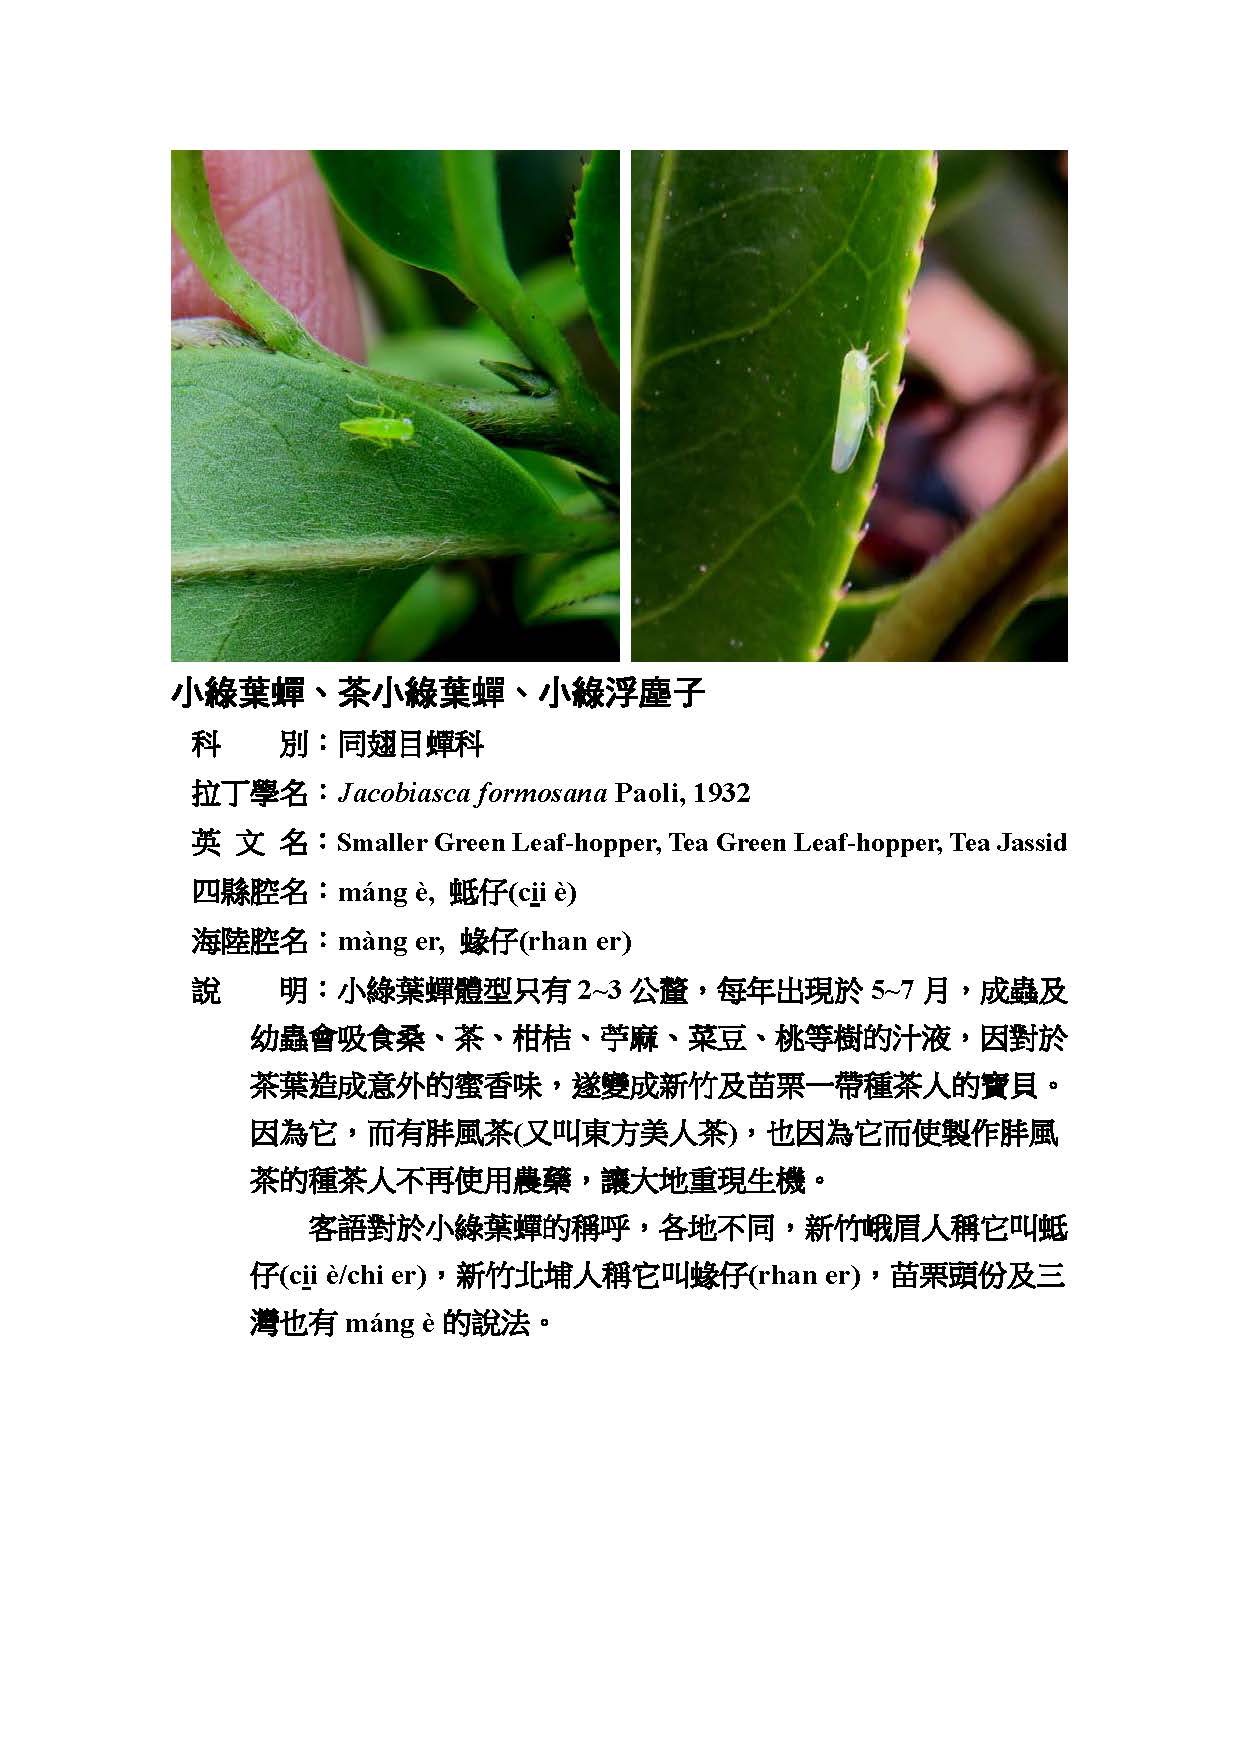 小綠葉蟬、茶小綠葉蟬、小綠浮塵子
科　　別：同翅目蟬科
拉丁學名：Jacobiasca formosana Paoli, 1932
英 文 名：Smaller Green Leaf-hopper, Tea Green Leaf-hopper, Tea Jassid
四縣腔名：máng è, 蚳仔(cii è)
海陸腔名：màng er, 蝝仔(rhan er)
說　　明：小綠葉蟬體型只有 2~3 公釐，每年出現於 5~7 月，成蟲及
幼蟲會吸食桑、茶、柑桔、苧麻、菜豆、桃等樹的汁液，因對於
茶葉造成意外的蜜香味，遂變成新竹及苗栗一帶種茶人的寶貝。
因為它，而有膨風茶(又叫東方美人茶)，也因為它而使製作膨風
茶的種茶人不再使用農藥，讓大地重現生機。
客語對於小綠葉蟬的稱呼，各地不同，新竹峨眉人稱它叫蚳
仔(cii è/chi er)，新竹北埔人稱它叫蝝仔(rhan er)，苗栗頭份及三
灣也有 máng è 的說法。